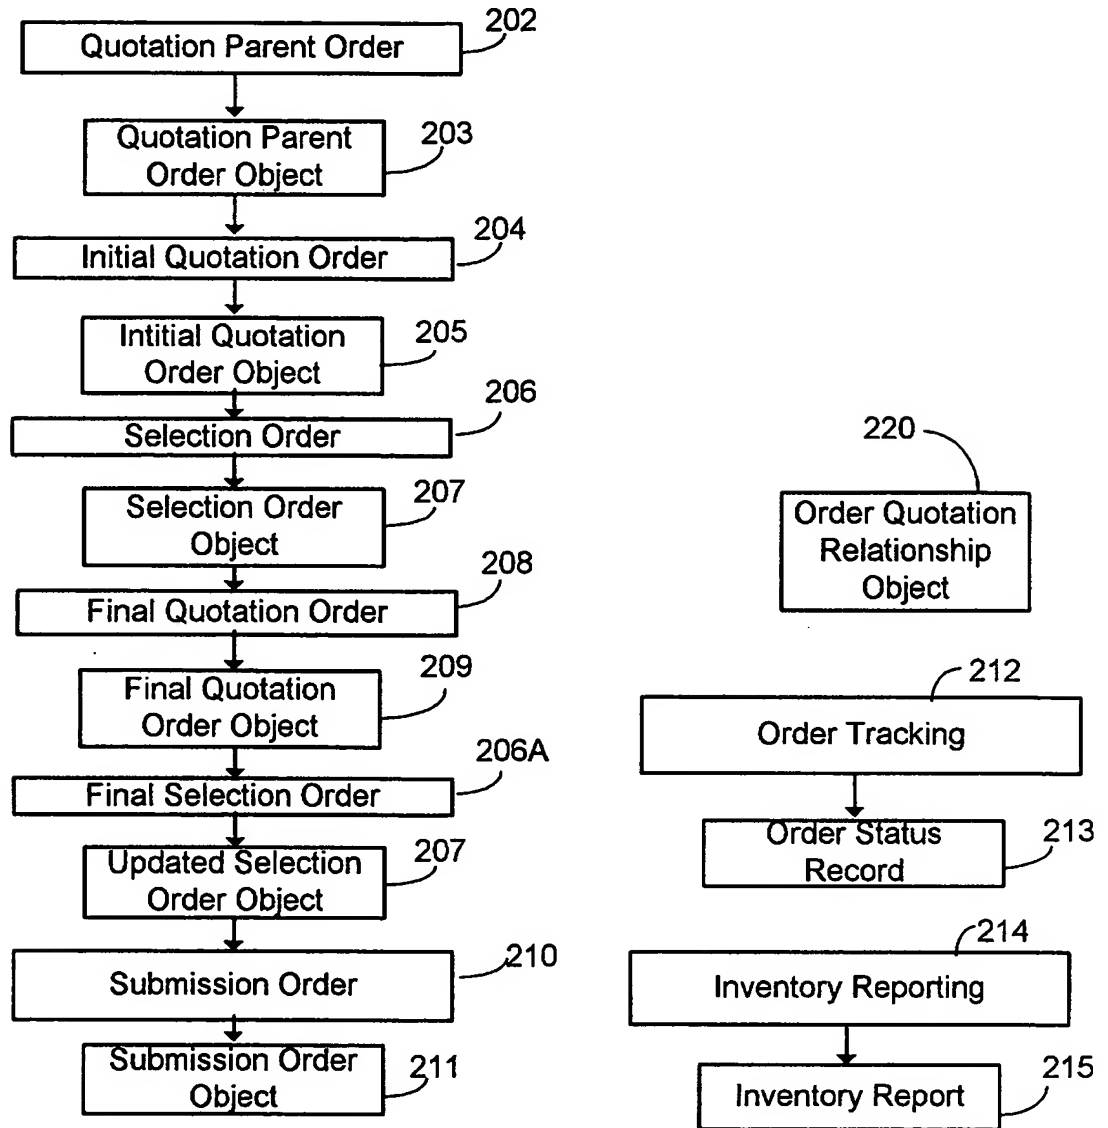 202
Quotation Parent Order
Quotation Parent
Order Object
203
204
Initial Quotation Order
Intitial Quotation
Order Object
205
206
Selection Order
Selection Order
Object
207
208
Final Quotation Order
Final Quotation
Order Object
209
206A
Final Selection Order
Updated Selection
Order Object
207
210
Submission Order
Submission Order
Object
211
220
Order Quotation
Relationship
Object
212
Order Tracking
Order Status
Record
213
214
Inventory Reporting
Inventory Report
215